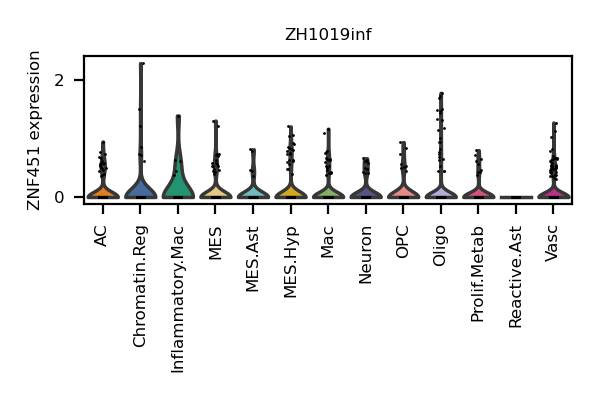 ZH1019inf
ZNF451 expression
2
0
AC
Chromatin.Reg
Inflammatory.Mac
MES
MES.Ast
MES.Hyp
Mac
Neuron
OPC
Oligo
Prolif.Metab
Reactive.Ast
Vasc